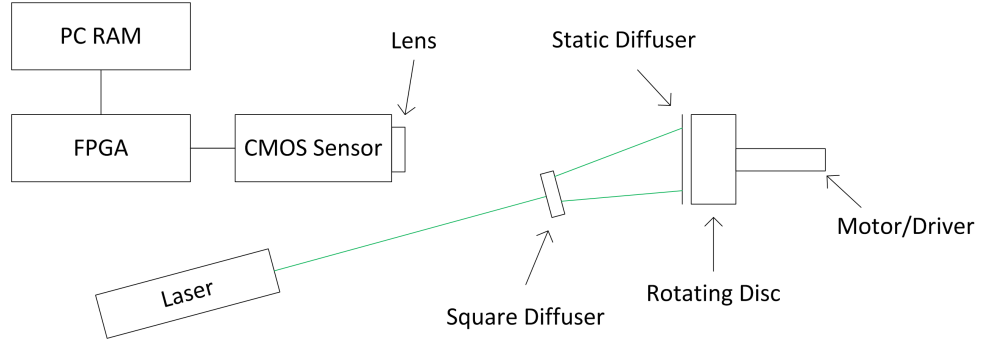 PC RAM
Lens
Static Diffuser
FPGA
CMOS Sensor
Motor/Driver
Laser
Square Diffuser
Rotating Disc